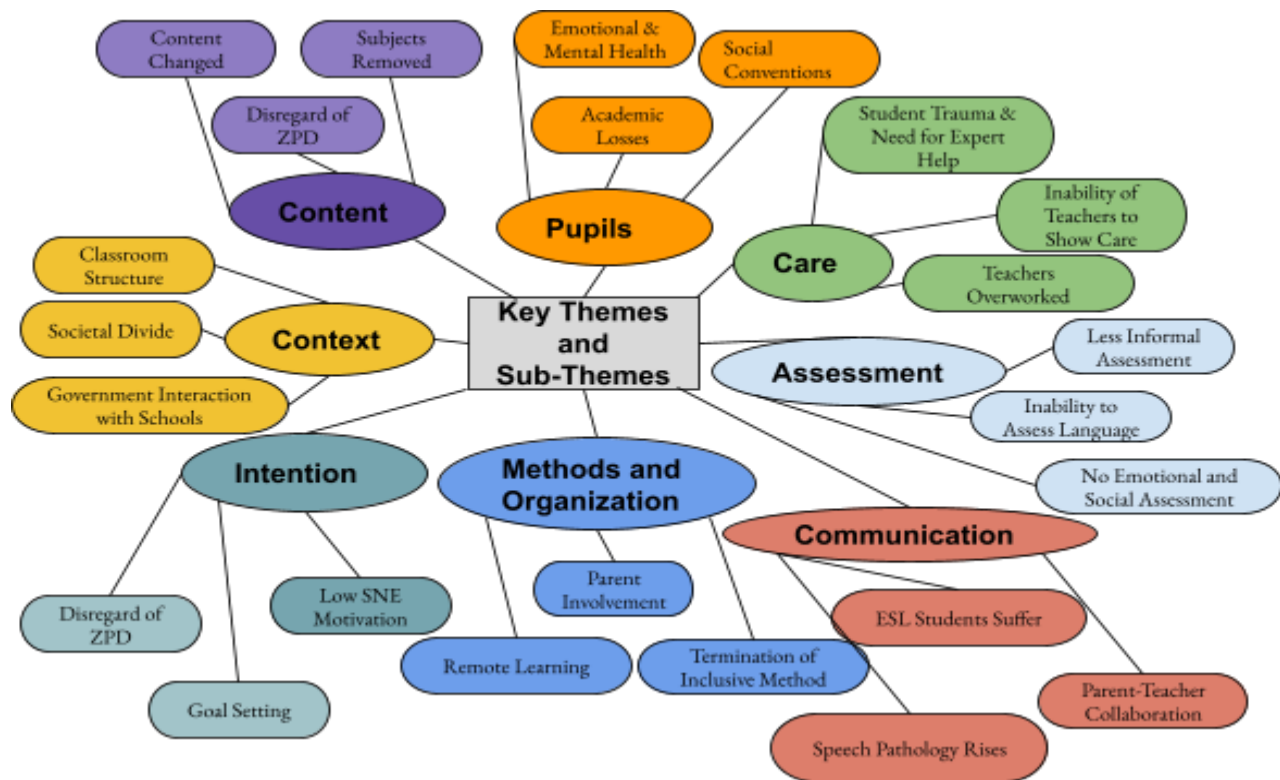 Content
Changed
Subjects
Removed
Disregard of
ZPD
Content
Emotional &
Mental Health
Social
Conventions
Academic
Losses
Pupils
Student Trauma &
Need for Expert
Help
Inability of
Teachers to
Show Care
Teachers
Overworked
Care
Classroom
Structure
Societal Divide
Government Interaction
with Schools
Context
Key Themes
and
Sub-Themes
Assessment
Less Informal
Assessment
Inability to
Assess Language
No Emotional and
Social Assessment
Intention
Disregard of
ZPD
Goal Setting
Low SNE
Motivation
Methods and
Organization
Remote Learning
Parent
Involvement
Termination of
Inclusive Method
Communication
ESL Students Suffer
Speech Pathology Rises
Parent-Teacher
Collaboration